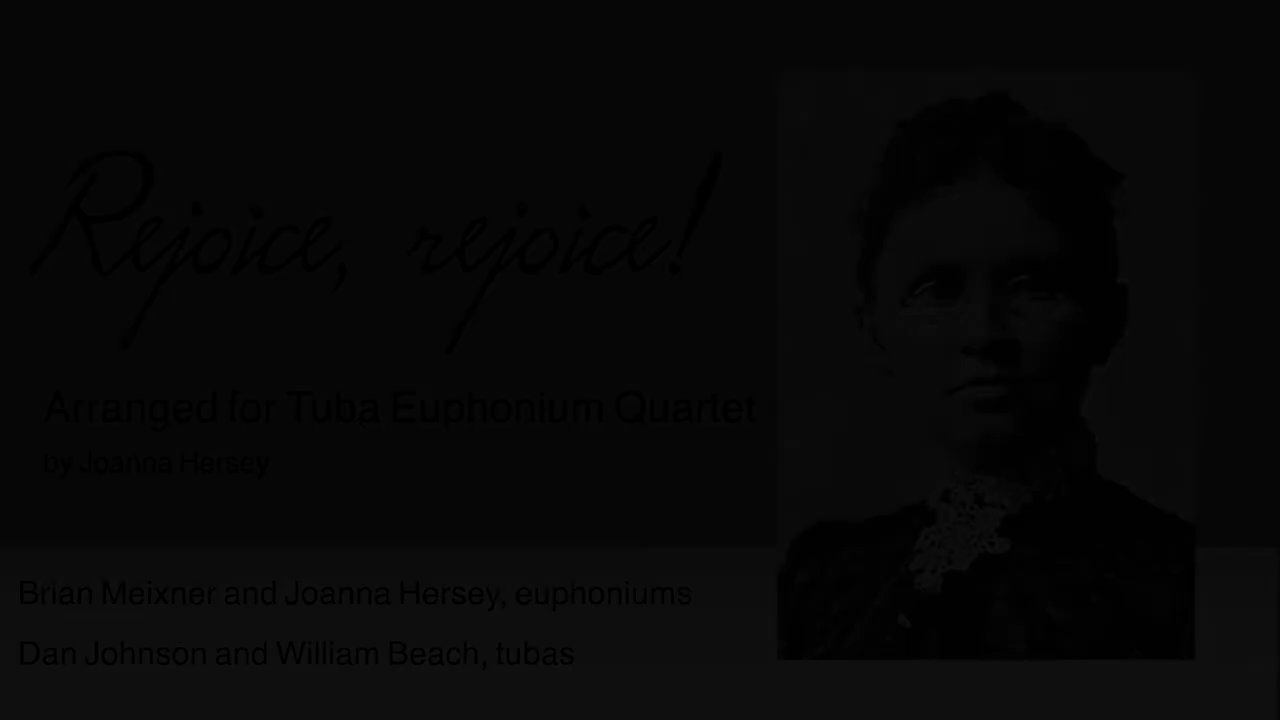 Rejoice, rejoice!
Arranged for Tuba Euphonium Quartet
by Joanna Hersey
Brian Meixner and Joanna Hersey, euphoniums
Dan Johnson and William Beach, tubas